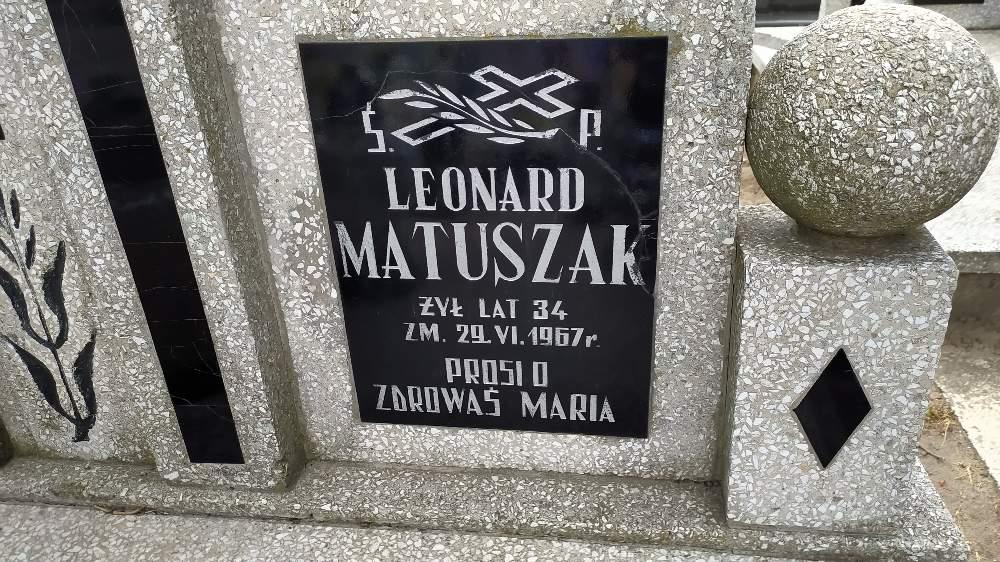 Ś. P.
LEONARD
MATUSZAK
ŻYŁ LAT 34
ZM. 29.VI.1967r.
PROSI O
ZDROWAŚ MARIA